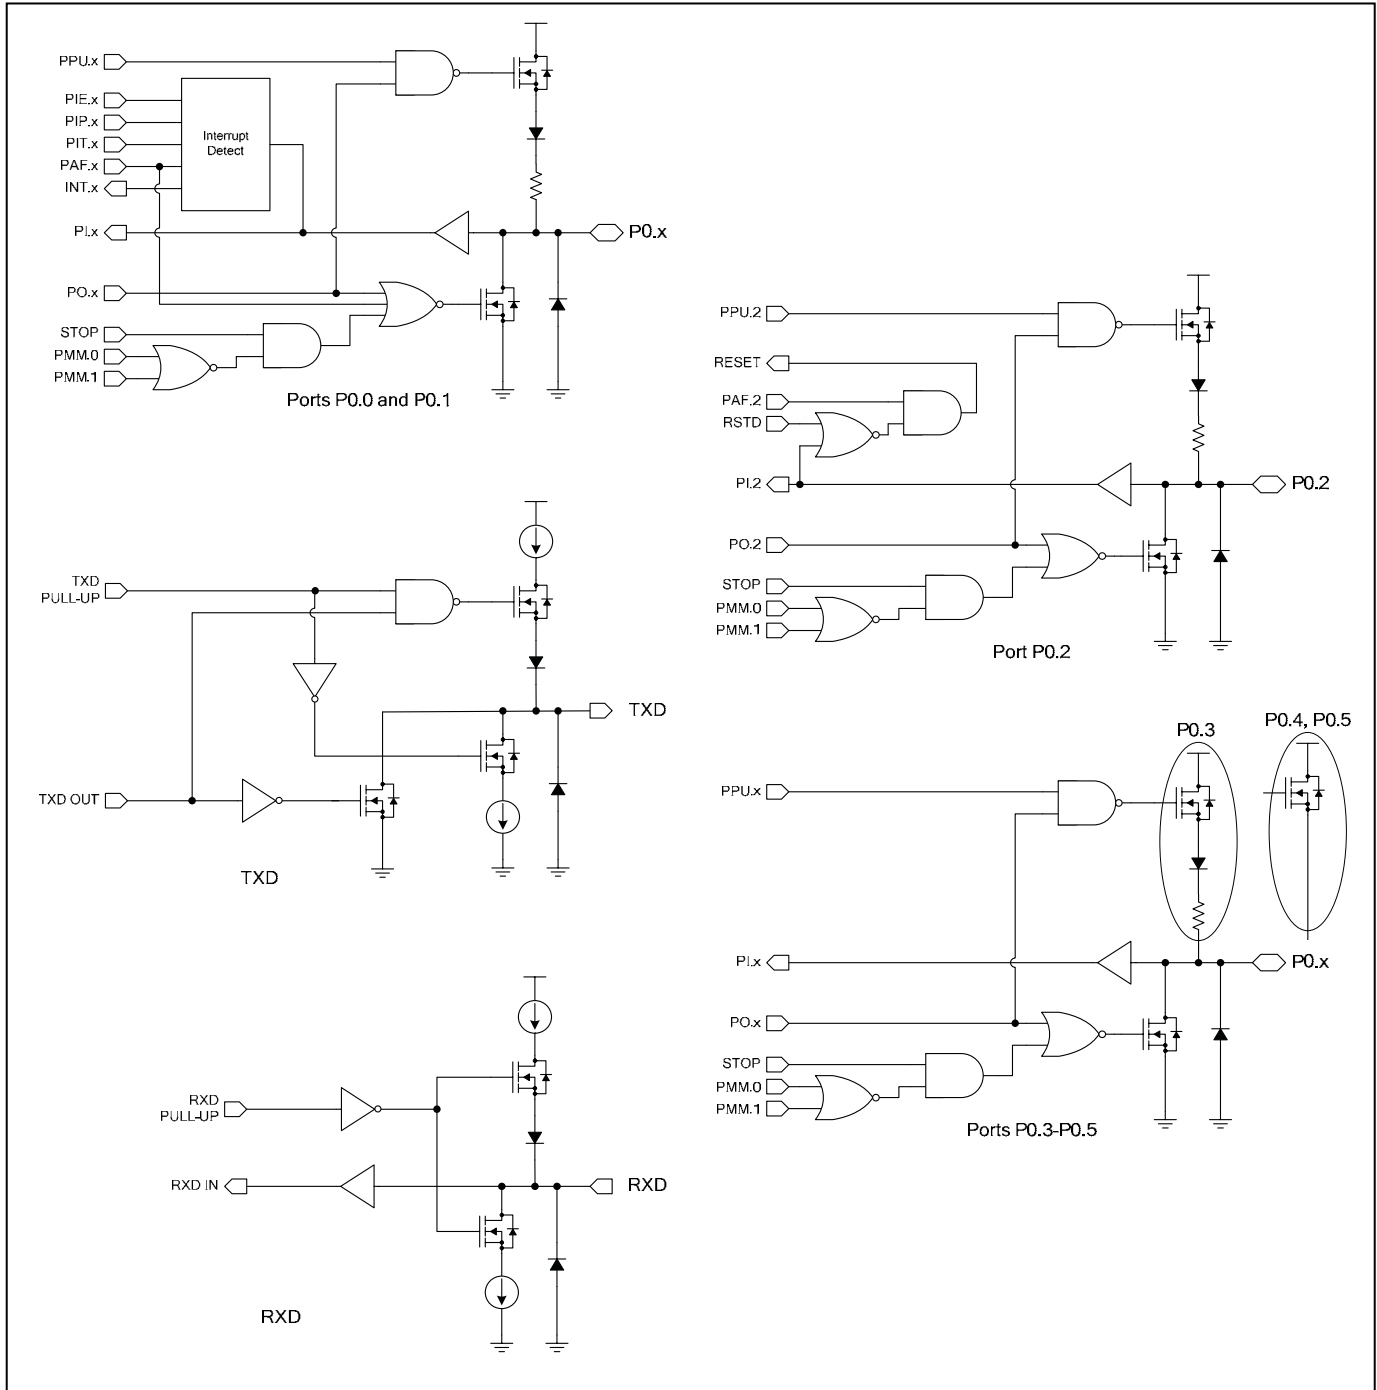 PPU.x
PIE.x
PIP.x
PIT.x
PAF.x
INT.x
Interrupt
Detect
PI.x
P0.x
PO.x
STOP
PMM.0
PMM.1
Ports P0.0 and P0.1
PPU.2
RESET
PAF.2
RSTD
PI.2
P0.2
PO.2
STOP
PMM.0
PMM.1
Port P0.2
TXD
PULL-UP
TXD
TXD OUT
TXD
P0.3
P0.4, P0.5
PPU.x
PI.x
P0.x
PO.x
STOP
PMM.0
PMM.1
Ports P0.3-P0.5
RXD
PULL-UP
RXD IN
RXD
RXD